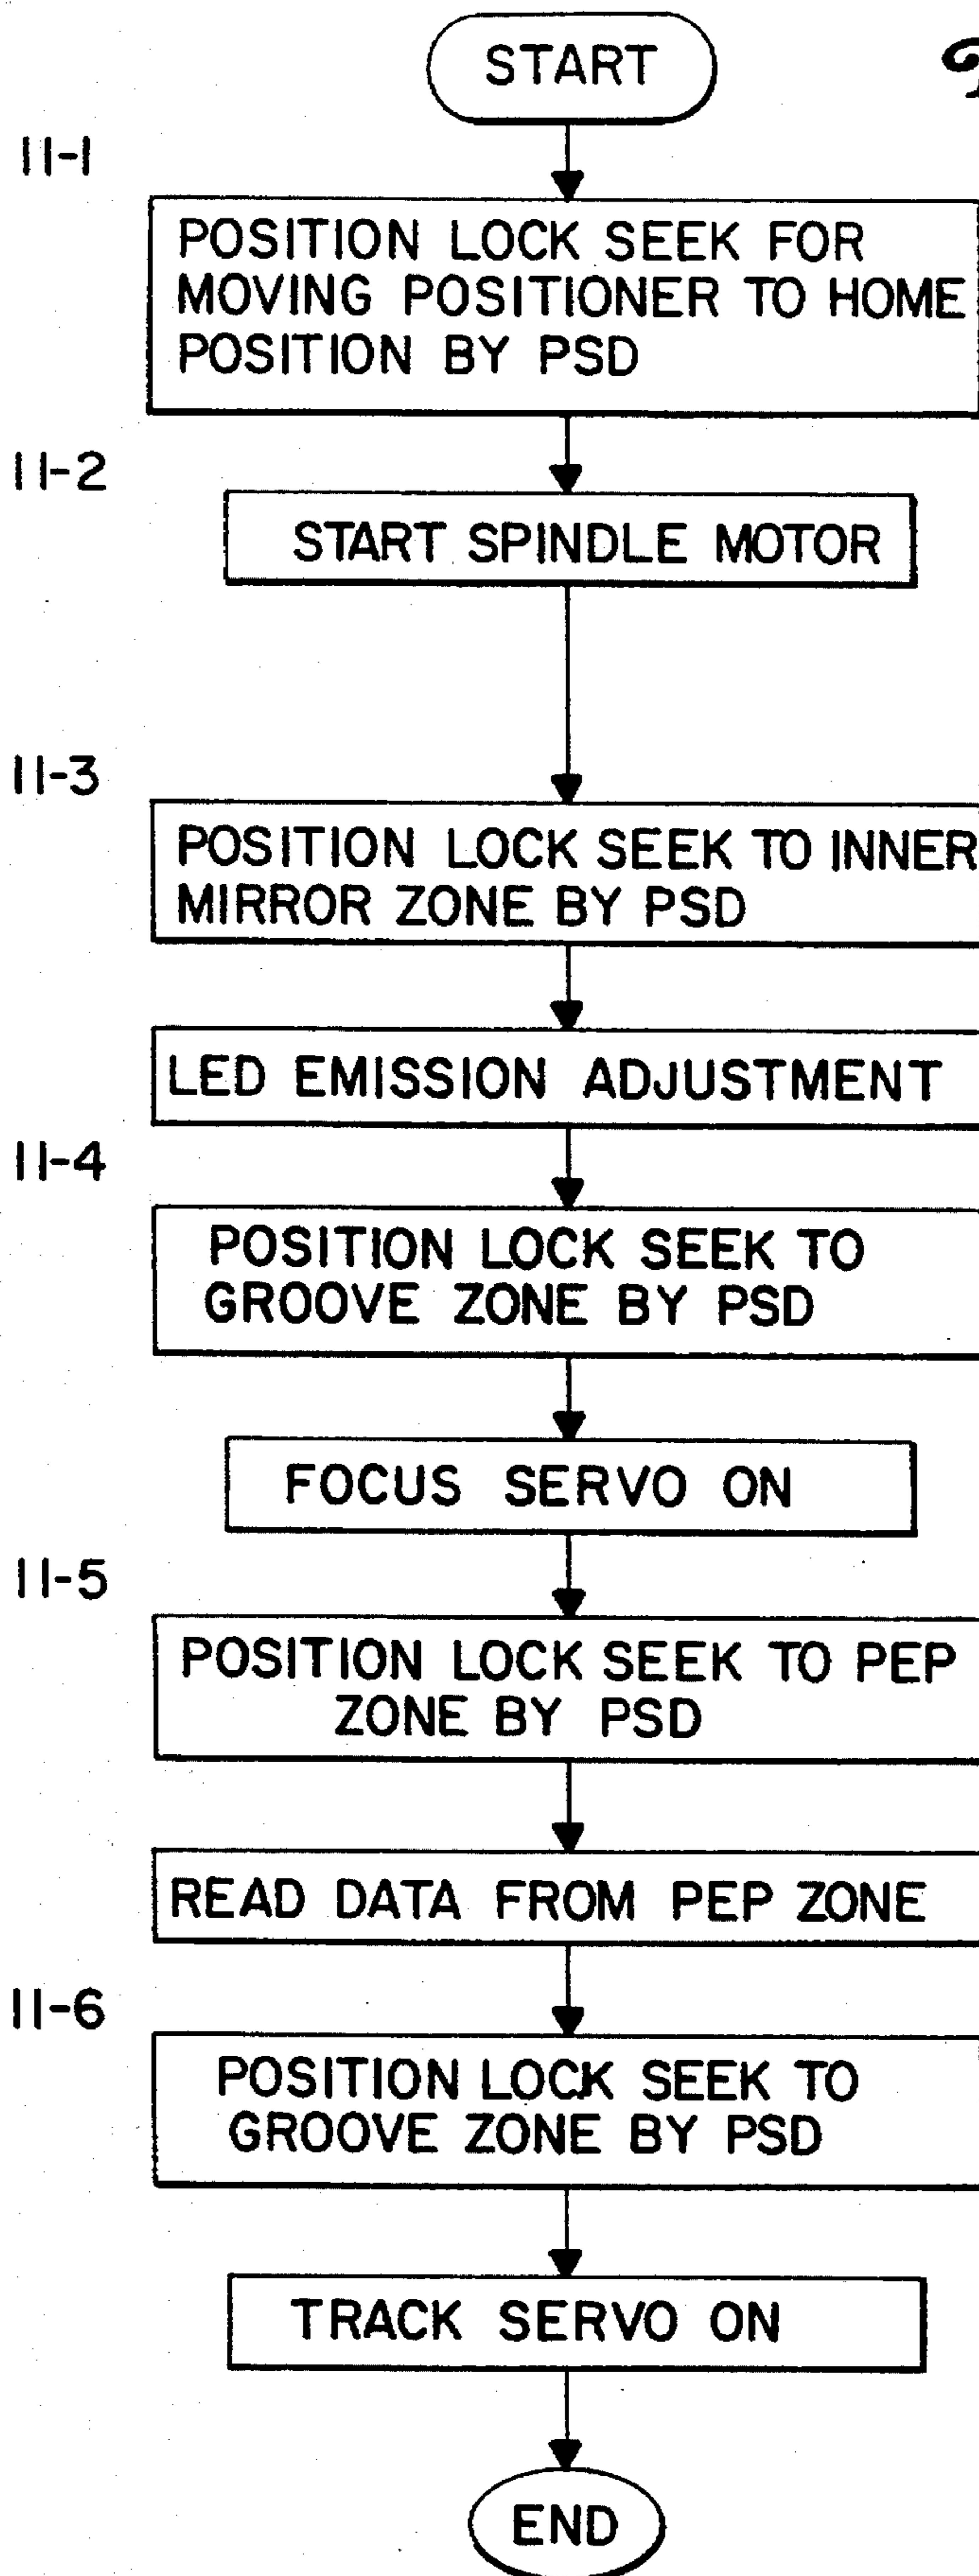 START
11-1
POSITION LOCK SEEK FOR
MOVING POSITIONER TO HOME
POSITION BY PSD
11-2
START SPINDLE MOTOR
11-3
POSITION LOCK SEEK TO INNER
MIRROR ZONE BY PSD
LED EMISSION ADJUSTMENT
11-4
POSITION LOCK SEEK TO
GROOVE ZONE BY PSD
FOCUS SERVO ON
11-5
POSITION LOCK SEEK TO PEP
ZONE BY PSD
READ DATA FROM PEP ZONE
11-6
POSITION LOCK SEEK TO
GROOVE ZONE BY PSD
TRACK SERVO ON
END